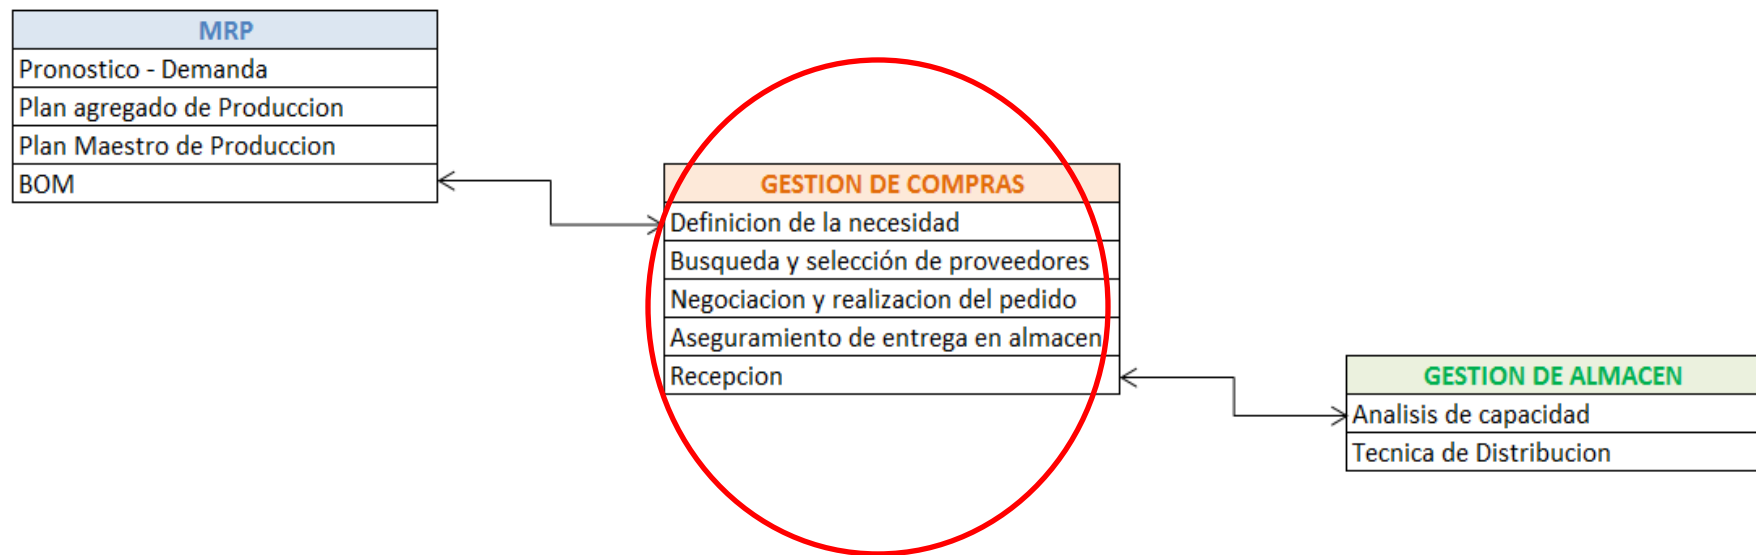 MRP
Pronostico - Demanda
Plan agregado de Produccion
Plan Maestro de Produccion
BOM
GESTION DE COMPRAS
Definicion de la necesidad
Busqueda y selección de proveedores
Negociacion y realizacion del pedido
Aseguramiento de entrega en almacen
Recepcion
GESTION DE ALMACEN
Analisis de capacidad
Tecnica de Distribucion